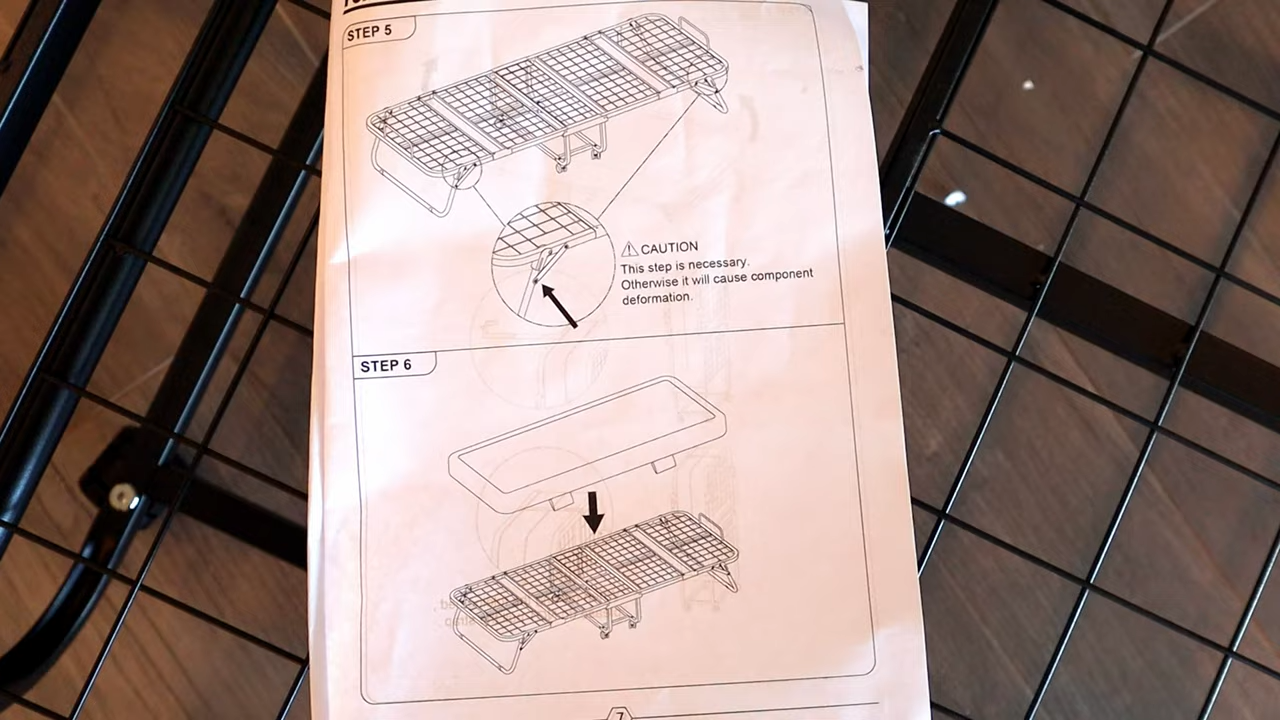 STEP 5
CAUTION
This step is necessary.
Otherwise it will cause component
deformation.
STEP 6
7